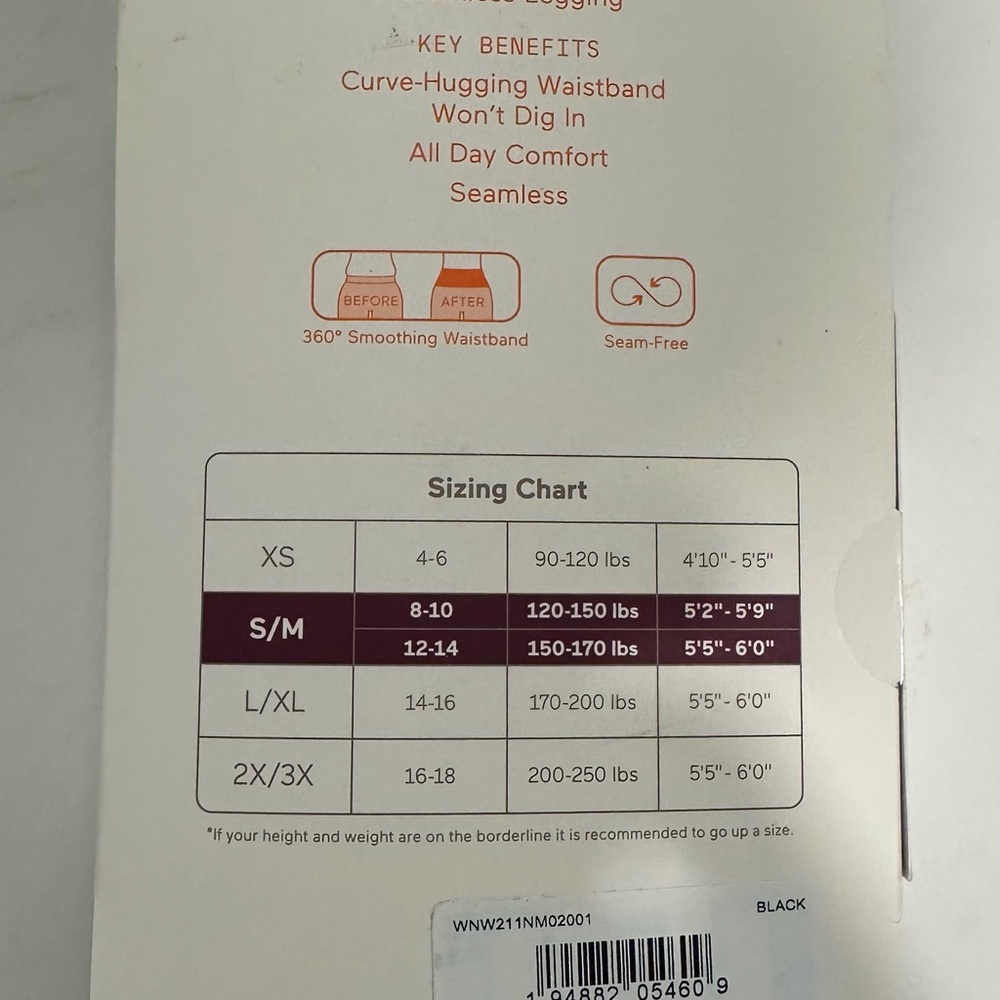 Legging
KEY BENEFITS
Curve-Hugging Waistband
Won't Dig In
All Day Comfort
Seamless
BEFORE AFTER
360° Smoothing Waistband
Seam-Free
Sizing Chart
XS 4-6 90-120 lbs 4'10" - 5'5"
S/M 8-10 120-150 lbs 5'2" - 5'9"
12-14 150-170 lbs 5'5" - 6'0"
L/XL 14-16 170-200 lbs 5'5" - 6'0"
2X/3X 16-18 200-250 lbs 5'5" - 6'0"
*If your height and weight are on the borderline it is recommended to go up a size.
WNW211NM02001 BLACK
1 94882 05460 9